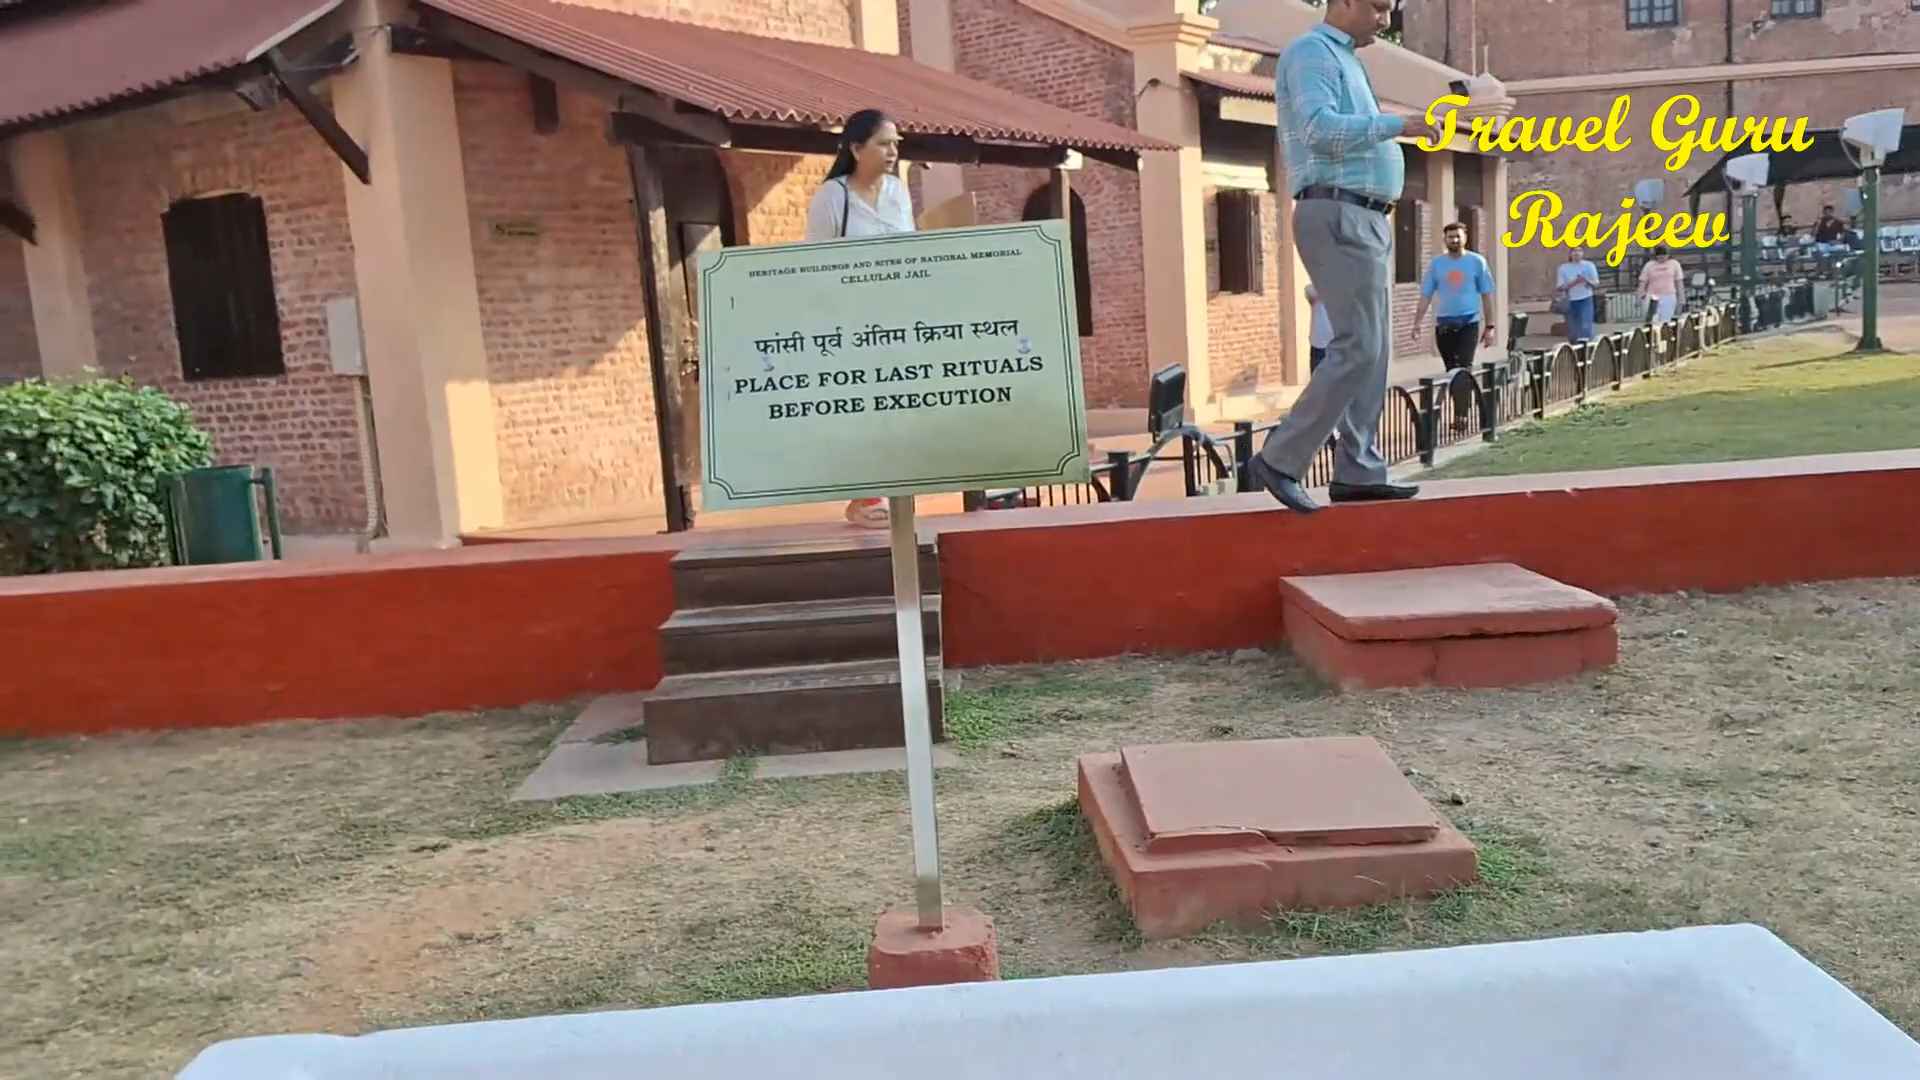 Travel Guru
Rajeev
HERITAGE BUILDINGS AND SITES OF NATIONAL MEMORIAL
CELLULAR JAIL
फांसी पूर्व अंतिम क्रिया स्थल
PLACE FOR LAST RITUALS
BEFORE EXECUTION